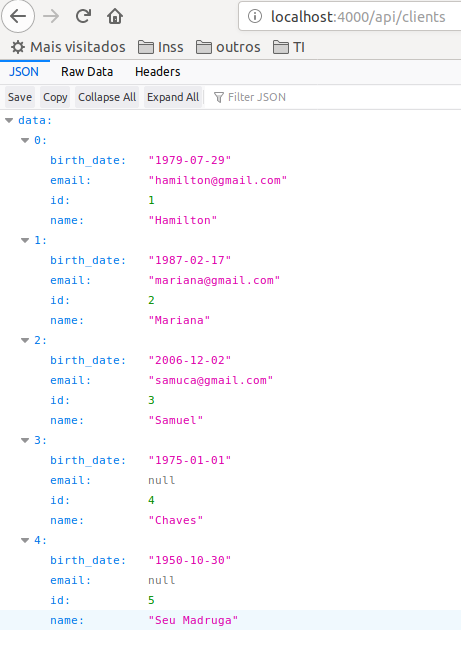 localhost:4000/api/clients
Mais visitados Inss outros TI
JSON Raw Data Headers
Save Copy Collapse All Expand All Filter JSON
data:
0:
birth_date: "1979-07-29"
email: "hamilton@gmail.com"
id: 1
name: "Hamilton"
1:
birth_date: "1987-02-17"
email: "mariana@gmail.com"
id: 2
name: "Mariana"
2:
birth_date: "2006-12-02"
email: "samuca@gmail.com"
id: 3
name: "Samuel"
3:
birth_date: "1975-01-01"
email: null
id: 4
name: "Chaves"
4:
birth_date: "1950-10-30"
email: null
id: 5
name: "Seu Madruga"